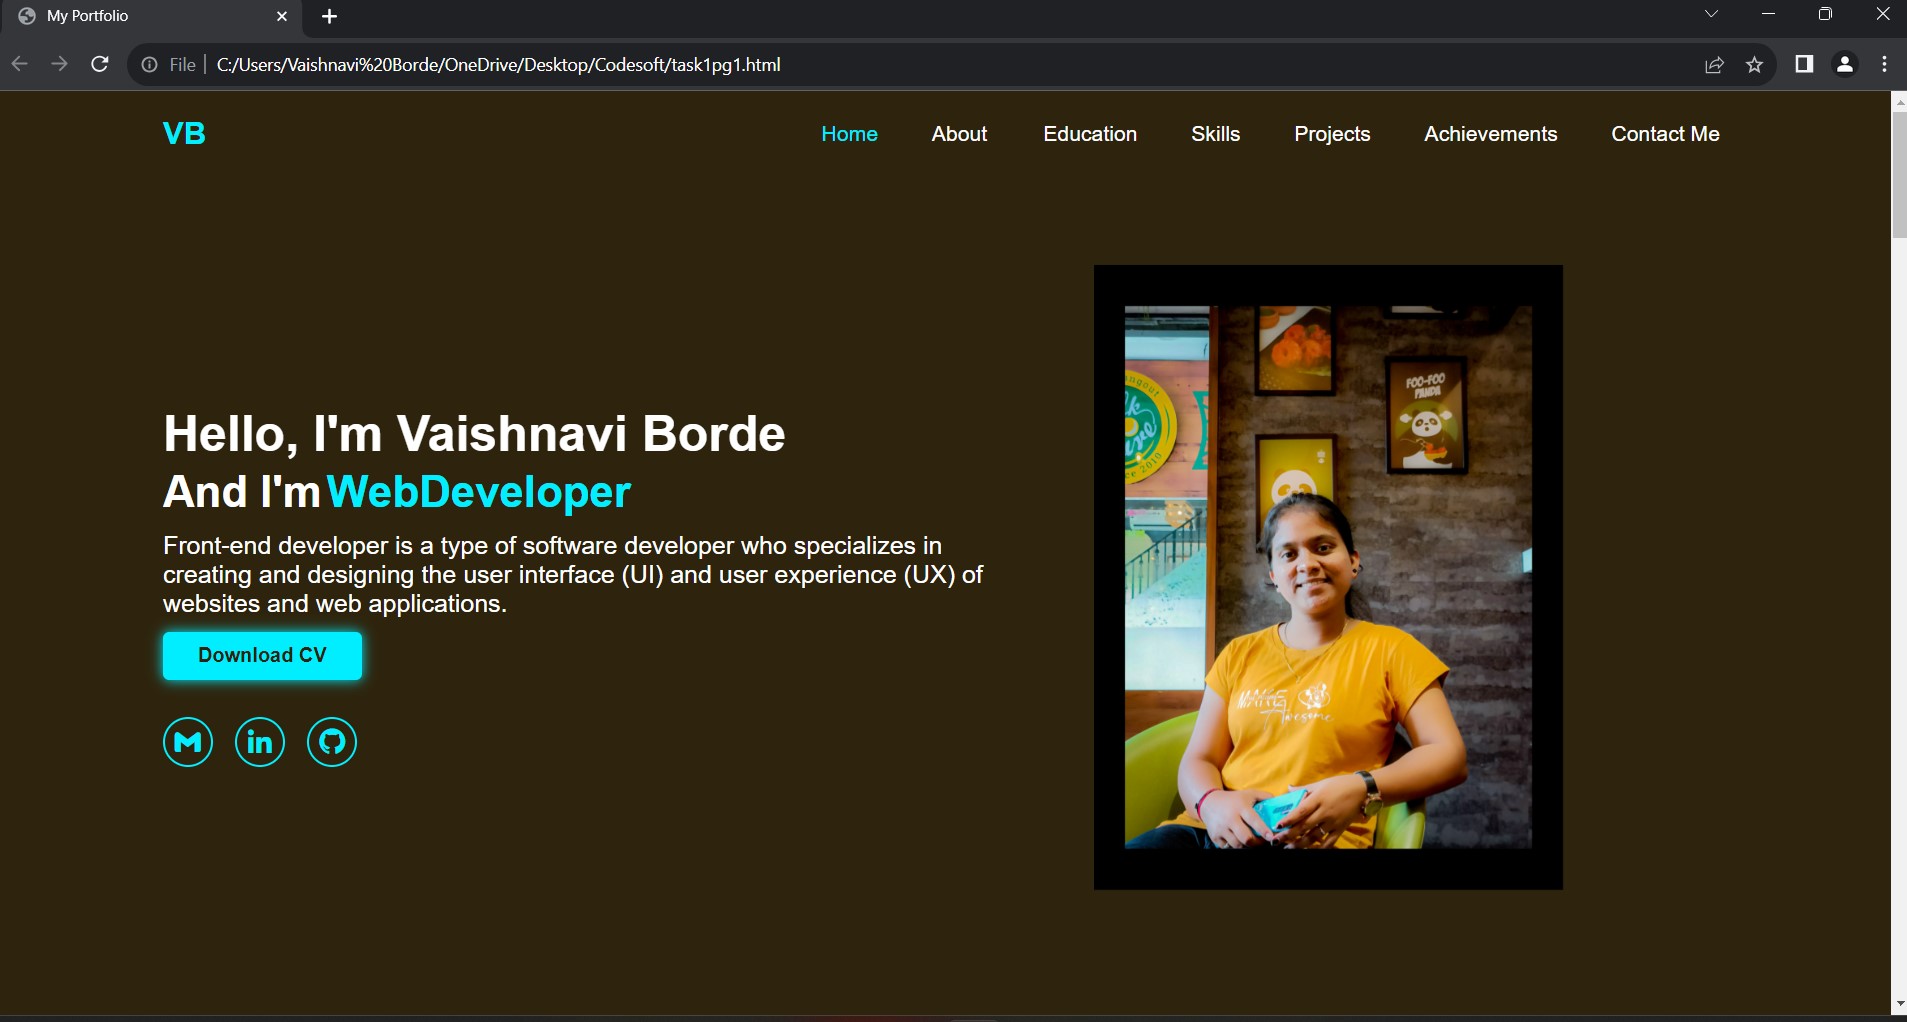 My Portfolio
File
C:/Users/Vaishnavi%20Borde/OneDrive/Desktop/Codesoft/task1pg1.html
VB
Home About Education Skills Projects Achievements Contact Me
Hello, I'm Vaishnavi Borde
And I'm WebDeveloper
Front-end developer is a type of software developer who specializes in
creating and designing the user interface (UI) and user experience (UX) of
websites and web applications.
Download CV
in
FOO-FOO
PANDA
MAKE
Awesome